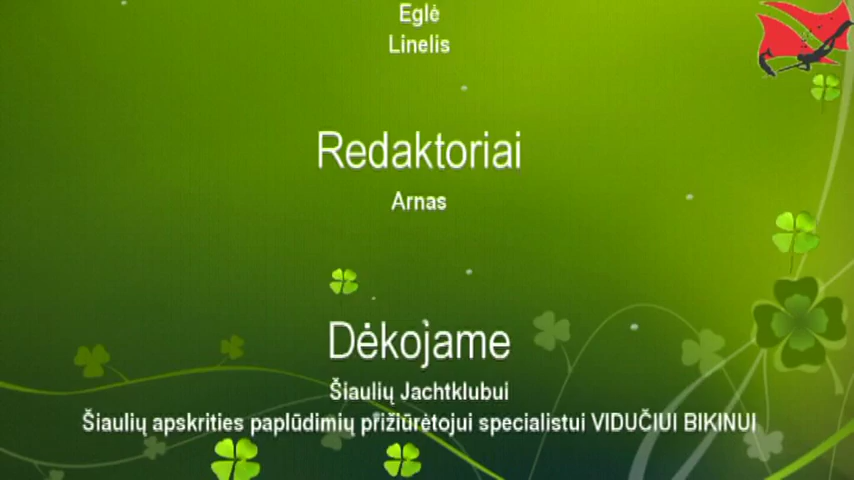 Eglė
Linelis
Redaktoriai
Arnas
Dėkojame
Šiaulių Jachtklubui
Šiaulių apskrities paplūdimių prižiūrėtojui specialistui VIDUČIUI BIKINUI